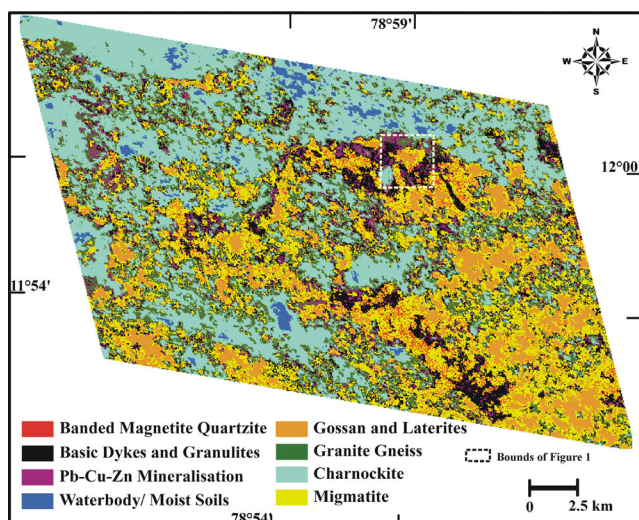 78°59'
N
W E
S
12°00'
11°54'
Banded Magnetite Quartzite
Gossan and Laterites
Basic Dykes and Granulites
Granite Gneiss
Bounds of Figure 1
Pb-Cu-Zn Mineralisation
Charnockite
Waterbody/ Moist Soils
Migmatite
0 2.5 km
78°54'